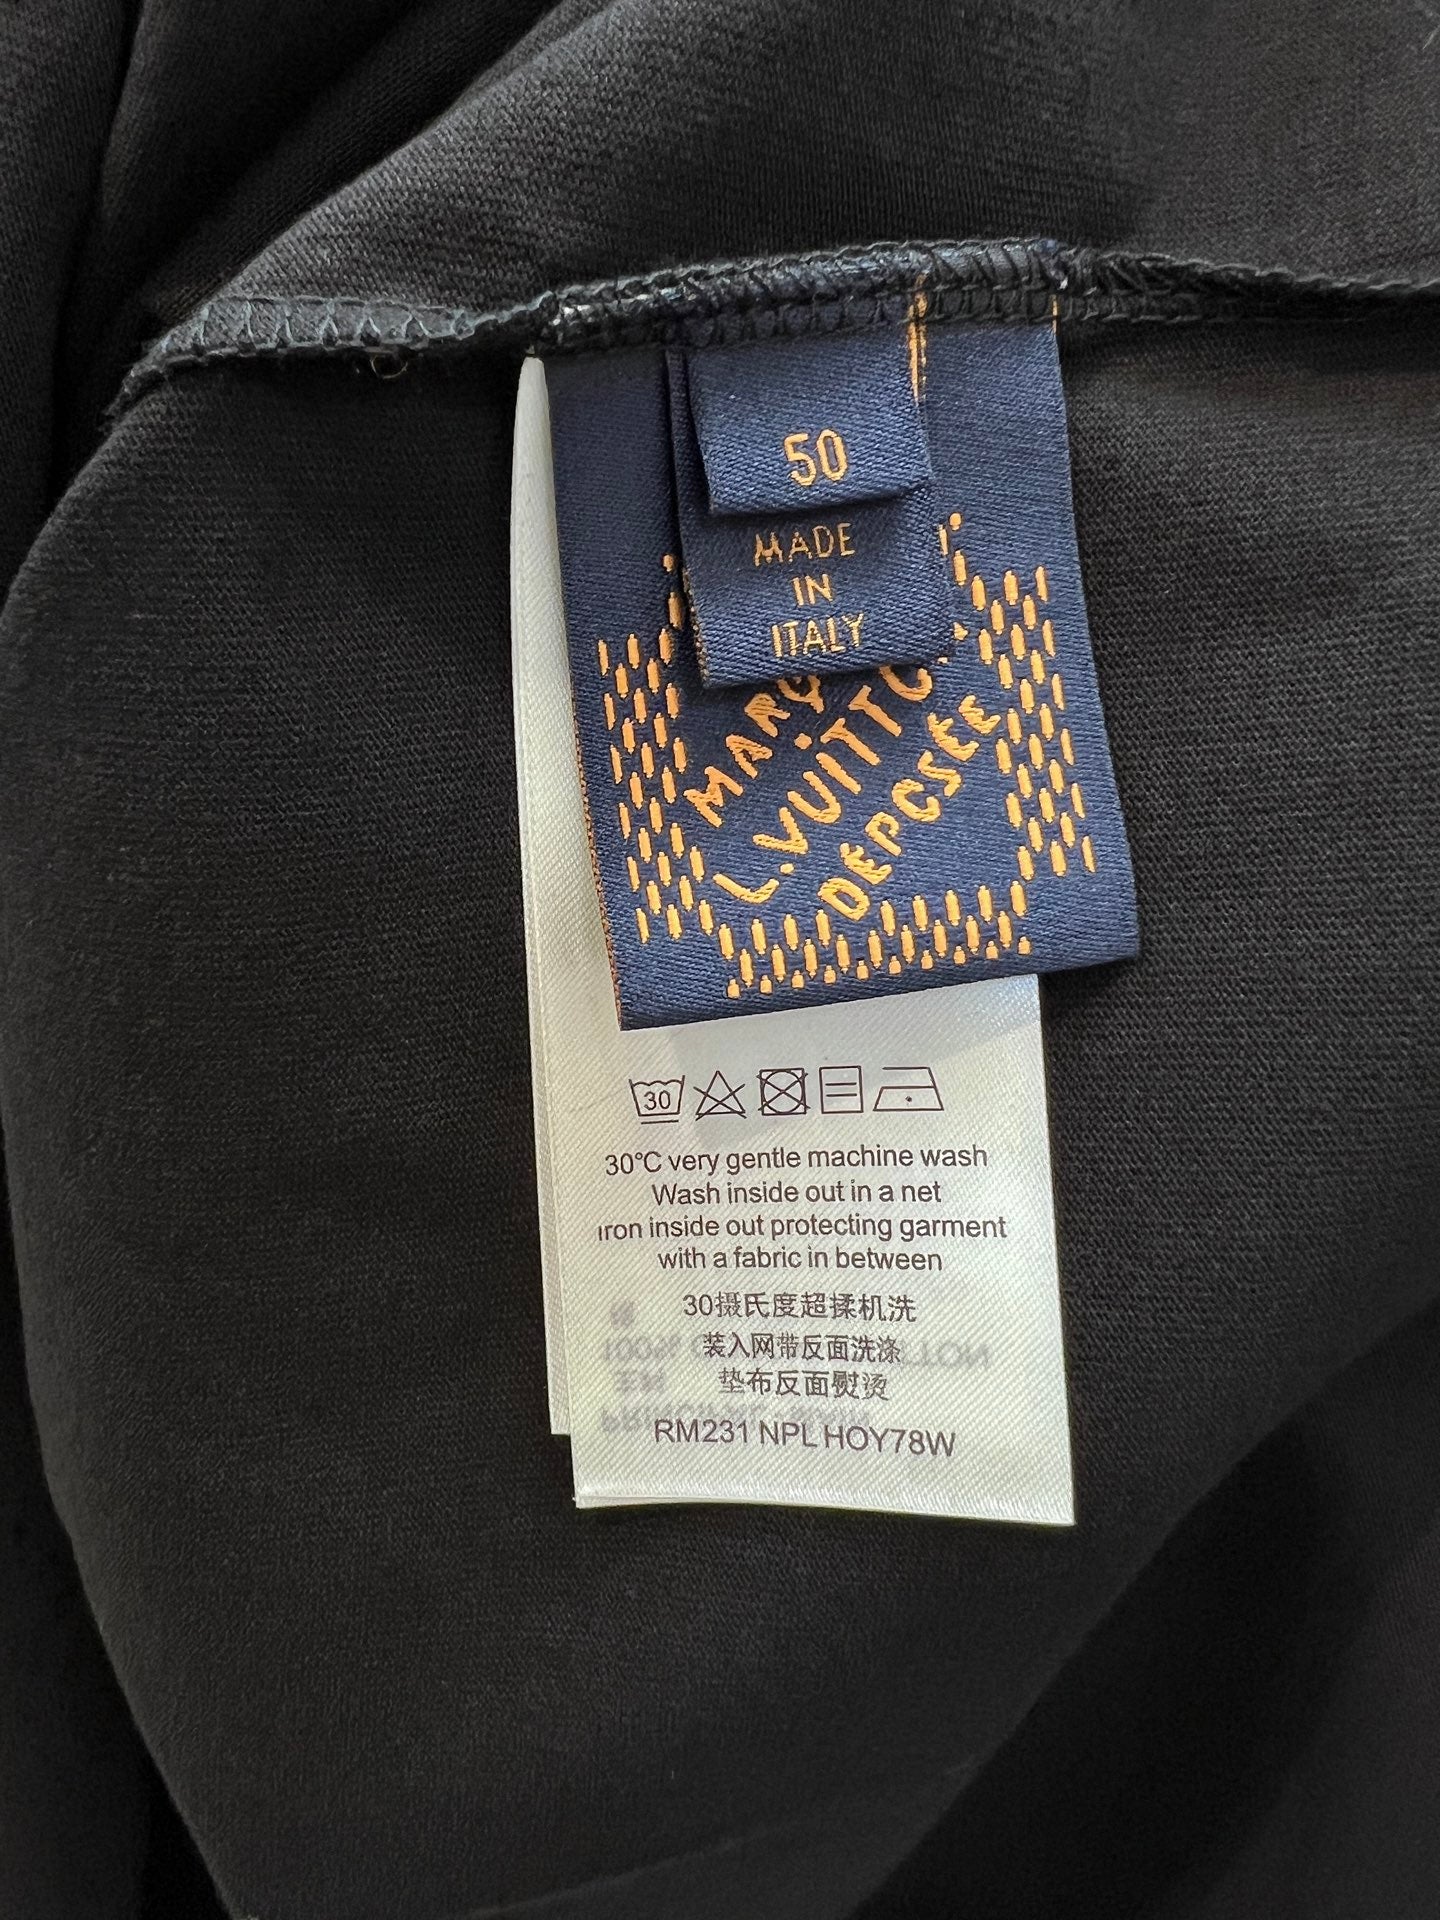 50
MADE
IN
ITALY
MARQ
L.VUITTO
DÉPCSÉE
30
30°C very gentle machine wash
Wash inside out in a net
Iron inside out protecting garment
with a fabric in between
30摄氏度超揉机洗
装入网带反面洗涤
垫布反面熨烫
RM231 NPL HOY78W